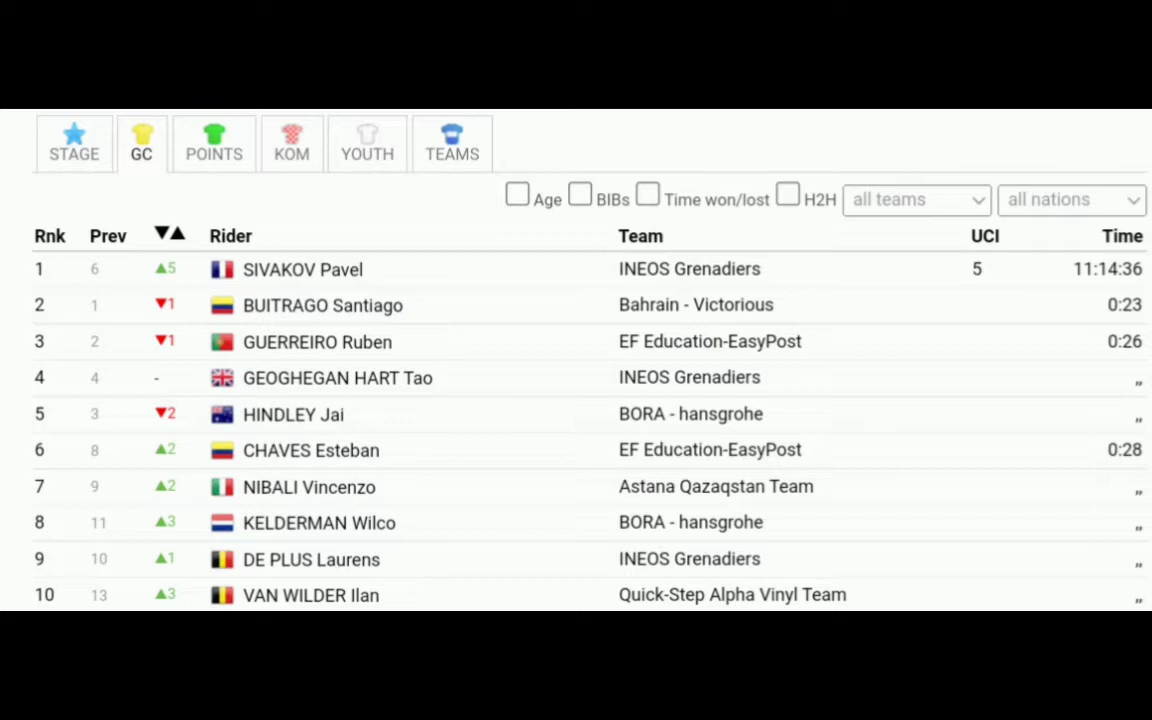 STAGE GC POINTS KOM YOUTH TEAMS
Age BIBs Time won/lost H2H all teams all nations
Rnk Prev ▼▲ Rider Team UCI Time
1 6 ▲5 SIVAKOV Pavel INEOS Grenadiers 5 11:14:36
2 1 ▼1 BUITRAGO Santiago Bahrain - Victorious 0:23
3 2 ▼1 GUERREIRO Ruben EF Education-EasyPost 0:26
4 4 - GEOGHEGAN HART Tao INEOS Grenadiers ,,
5 3 ▼2 HINDLEY Jai BORA - hansgrohe ,,
6 8 ▲2 CHAVES Esteban EF Education-EasyPost 0:28
7 9 ▲2 NIBALI Vincenzo Astana Qazaqstan Team ,,
8 11 ▲3 KELDERMAN Wilco BORA - hansgrohe ,,
9 10 ▲1 DE PLUS Laurens INEOS Grenadiers ,,
10 13 ▲3 VAN WILDER Ilan Quick-Step Alpha Vinyl Team ,,